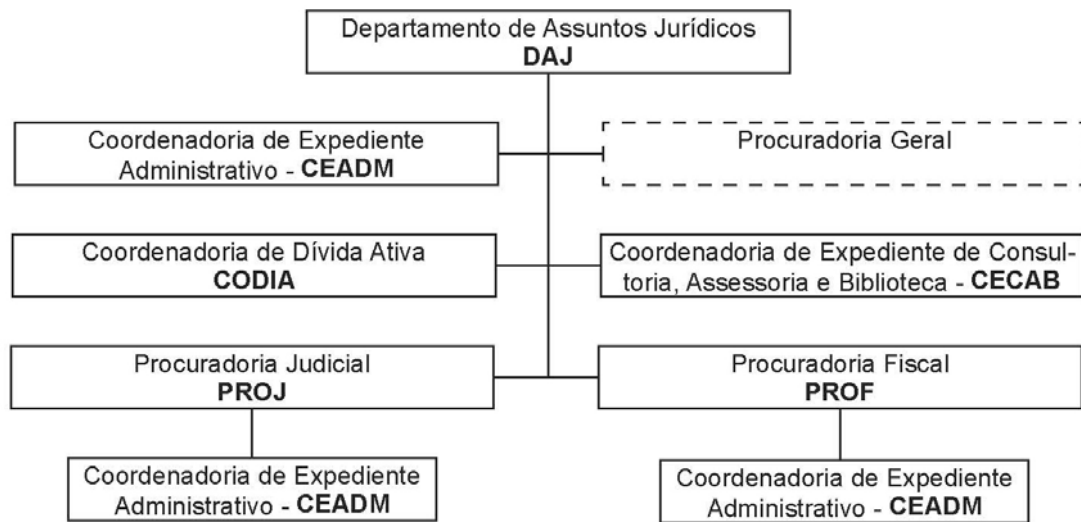 Departamento de Assuntos Jurídicos
DAJ
Coordenadoria de Expediente
Administrativo - CEADM
Procuradoria Geral
Coordenadoria de Dívida Ativa
CODIA
Coordenadoria de Expediente de Consul-
toria, Assessoria e Biblioteca - CECAB
Procuradoria Judicial
PROJ
Procuradoria Fiscal
PROF
Coordenadoria de Expediente
Administrativo - CEADM
Coordenadoria de Expediente
Administrativo - CEADM